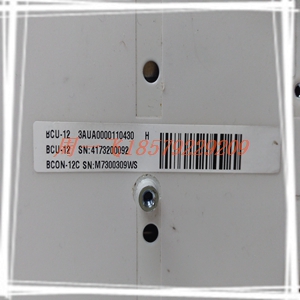 BCU-12 3AUA0000110430 H
BCU-12 SN:4173200092
BCON-12C SN:M7300309WS